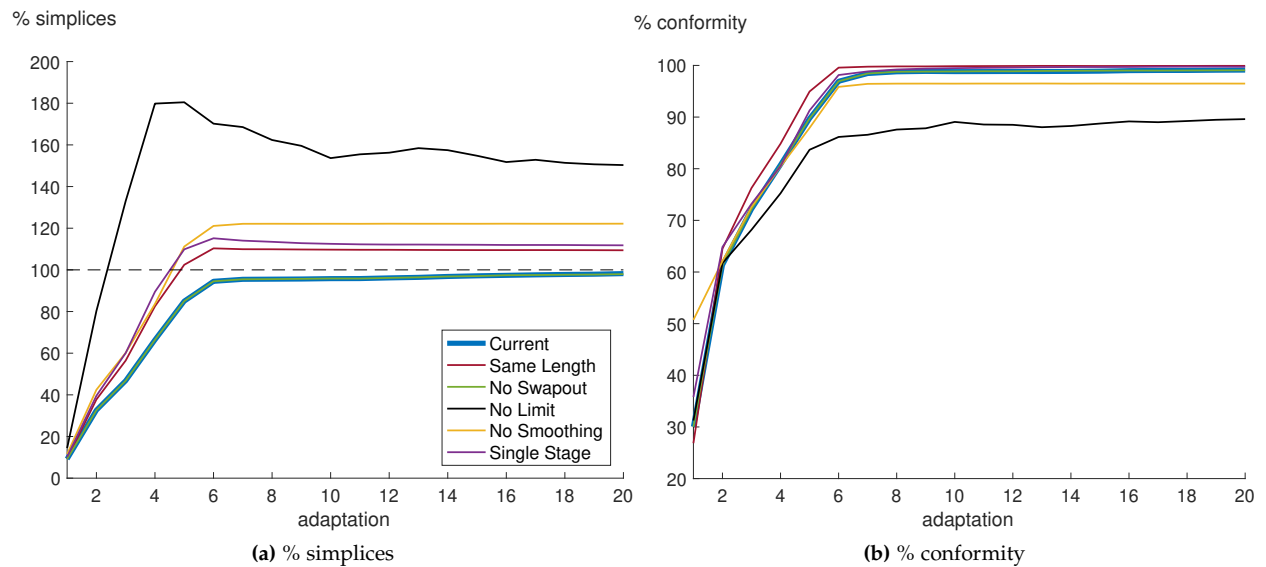 % simplices
200
180
160
140
120
100
80
60
40
20
0
2 4 6 8 10 12 14 16 18 20
adaptation
Current
Same Length
No Swapout
No Limit
No Smoothing
Single Stage
(a) % simplices
% conformity
100
90
80
70
60
50
40
30
20
2 4 6 8 10 12 14 16 18 20
adaptation
(b) % conformity